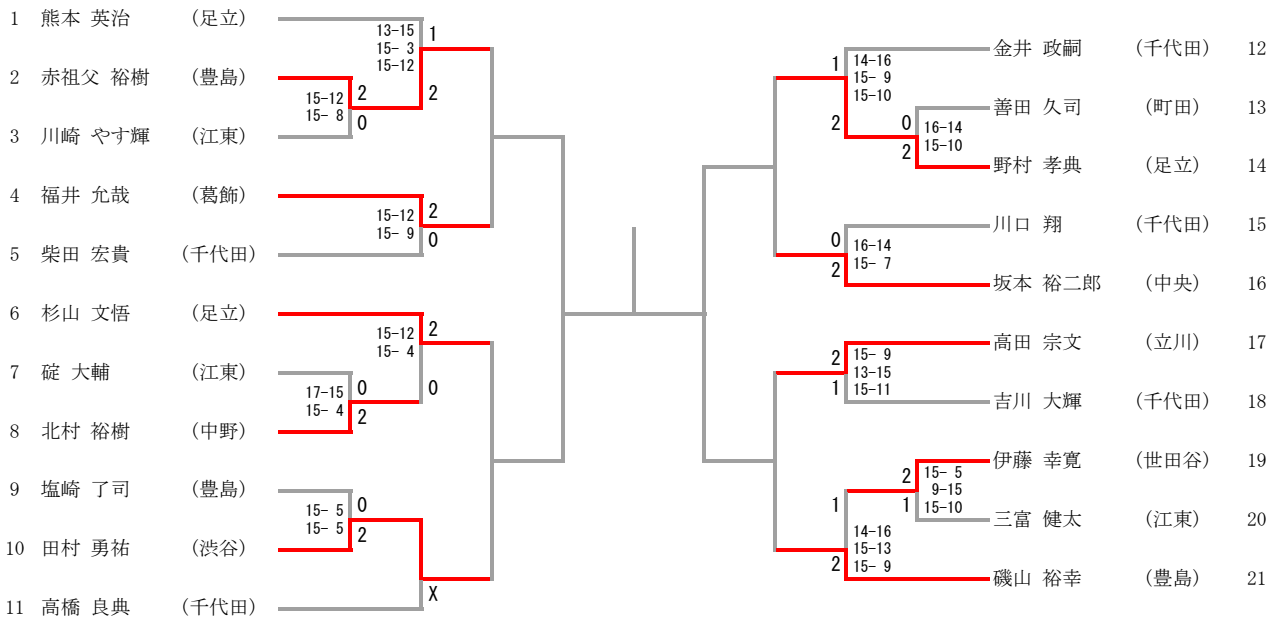 1 熊本 英治 (足立)
13-15 1
15- 3
15-12
2 赤祖父 裕樹 (豊島)
15-12 2 2
15- 8 0
3 川崎 やす輝 (江東)
4 福井 允哉 (葛飾)
15-12 2
15- 9 0
5 柴田 宏貴 (千代田)
6 杉山 文悟 (足立)
15-12 2
15- 4
7 碇 大輔 (江東)
17-15 0 0
15- 4 2
8 北村 裕樹 (中野)
9 塩崎 了司 (豊島)
15- 5 0
15- 5 2
10 田村 勇祐 (渋谷)
X
11 高橋 良典 (千代田)
金井 政嗣 (千代田) 12
1 14-16
15- 9
15-10
善田 久司 (町田) 13
2 0 16-14
2 15-10
野村 孝典 (足立) 14
川口 翔 (千代田) 15
0 16-14
2 15- 7
坂本 裕二郎 (中央) 16
高田 宗文 (立川) 17
2 15- 9
13-15
1 15-11
吉川 大輝 (千代田) 18
伊藤 幸寛 (世田谷) 19
2 15- 5
9-15
1 1 15-10
三富 健太 (江東) 20
14-16
15-13
2 15- 9
磯山 裕幸 (豊島) 21